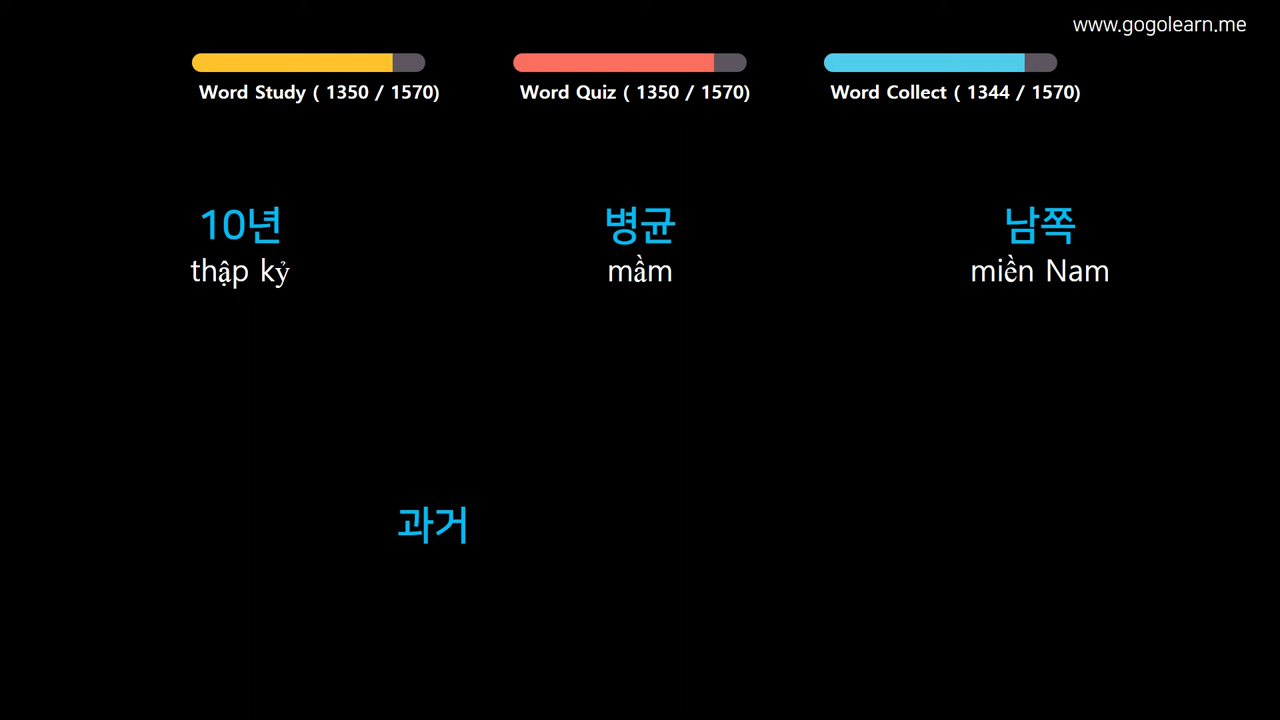 www.gogolearn.me
Word Study ( 1350 / 1570)
Word Quiz ( 1350 / 1570)
Word Collect ( 1344 / 1570)
10년
병균
남쪽
thập kỷ
mầm
miền Nam
과거